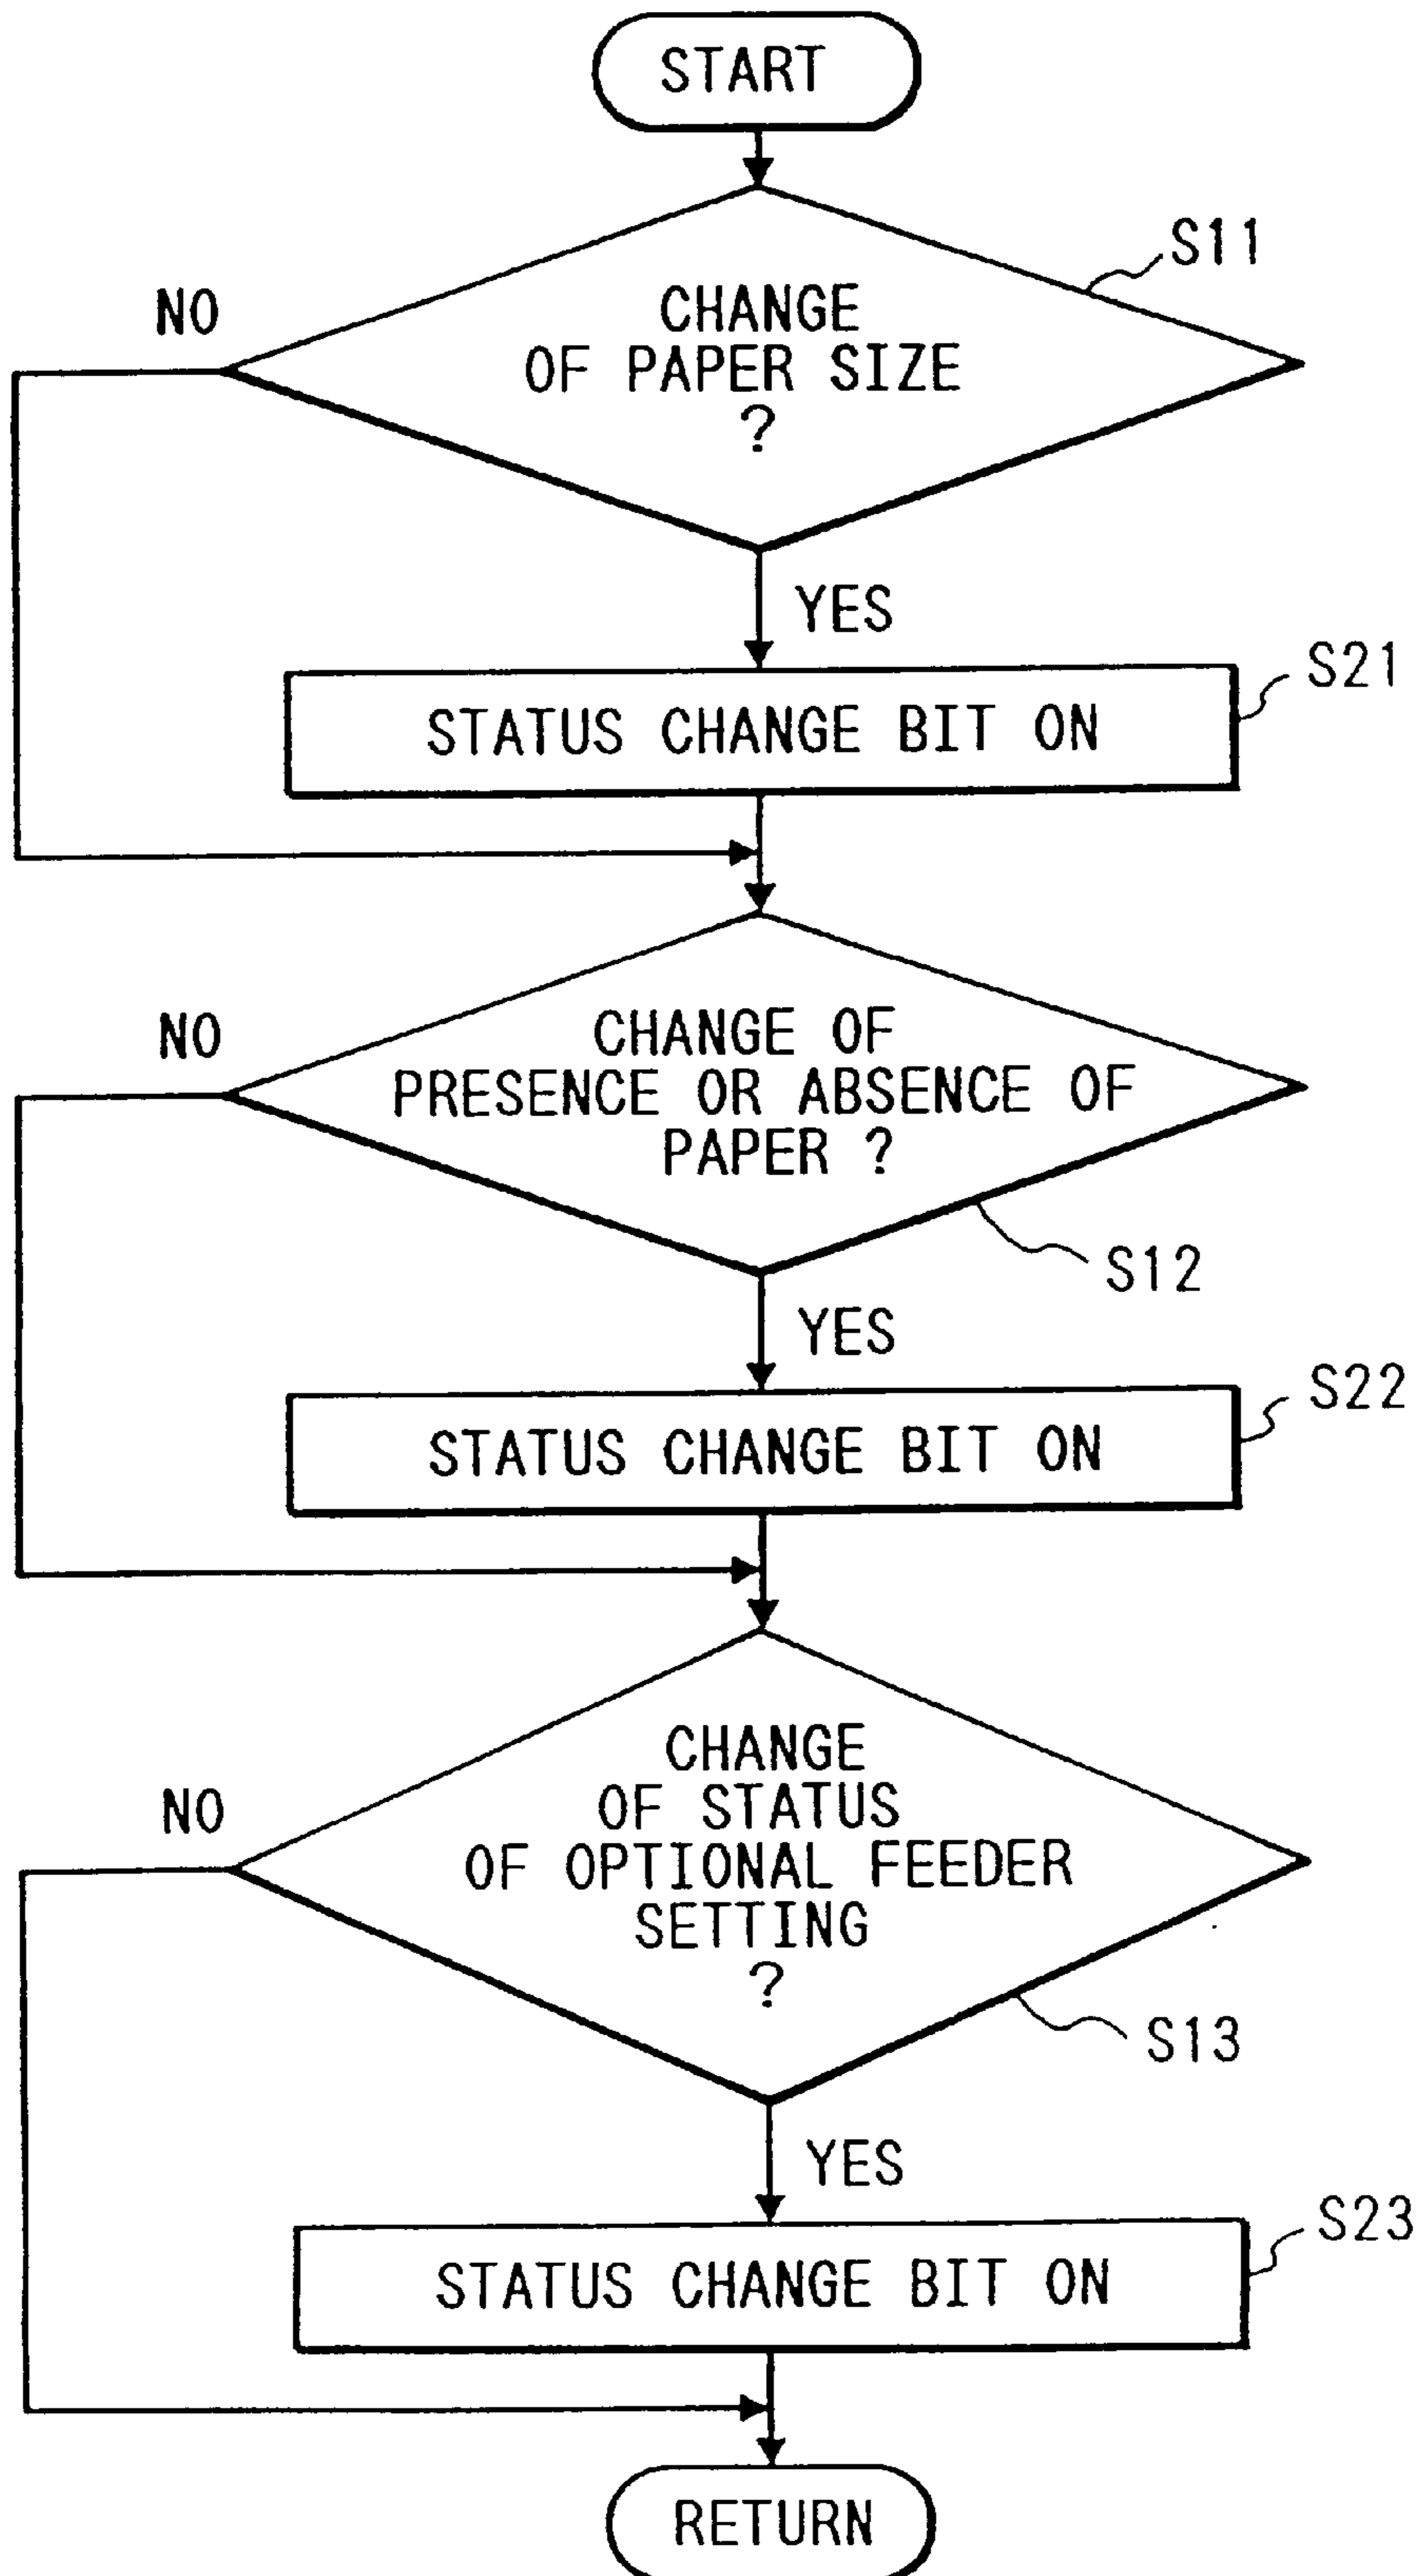 START
S11
NO
CHANGE
OF PAPER SIZE
?
YES
S21
STATUS CHANGE BIT ON
NO
CHANGE OF
PRESENCE OR ABSENCE OF
PAPER ?
S12
YES
S22
STATUS CHANGE BIT ON
CHANGE
NO
OF STATUS
OF OPTIONAL FEEDER
SETTING
?
S13
YES
S23
STATUS CHANGE BIT ON
RETURN